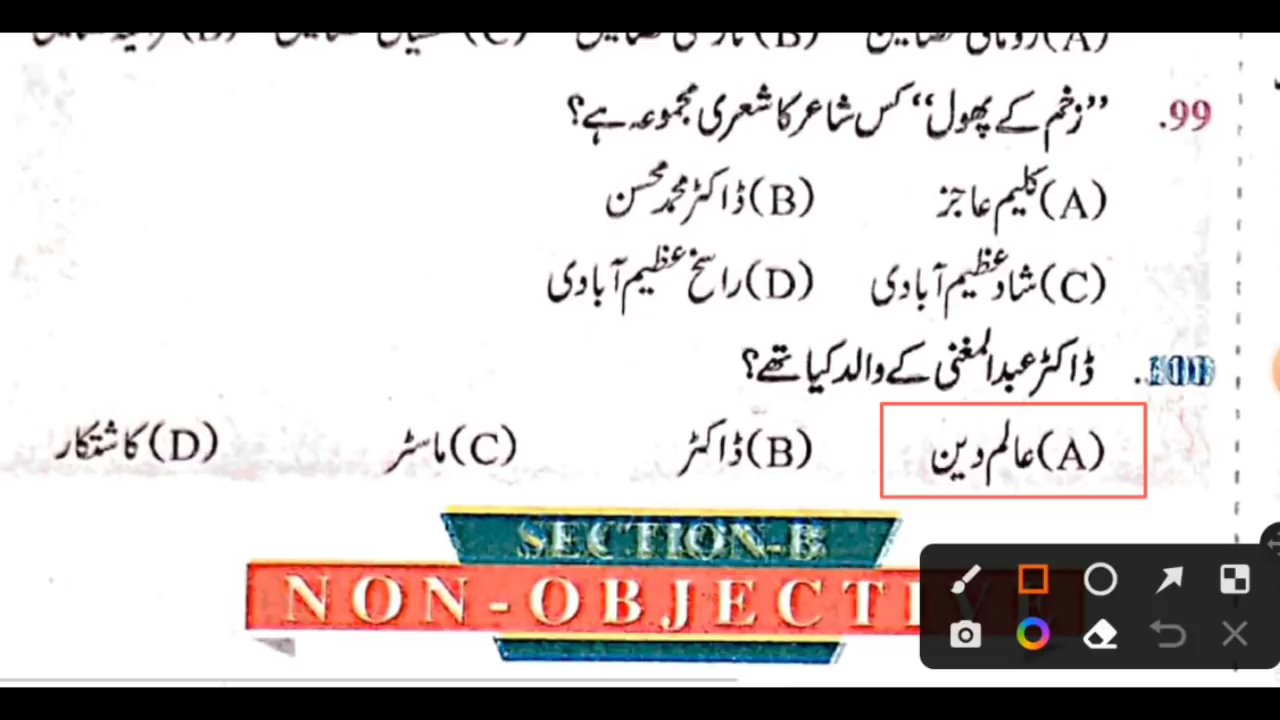 99. ’’زخم کے پھول‘‘ کس شاعر کا شعری مجموعہ ہے؟
(A) کلیم عاجز (B) ڈاکٹر محمد محسن
(C) شاد عظیم آبادی (D) راسخ عظیم آبادی
100. ڈاکٹر عبدالمغنی کے والد کیا تھے؟
(A) عالم دین (B) ڈاکٹر (C) ماسٹر (D) کاشتکار
SECTION-B
NON-OBJECTIVE